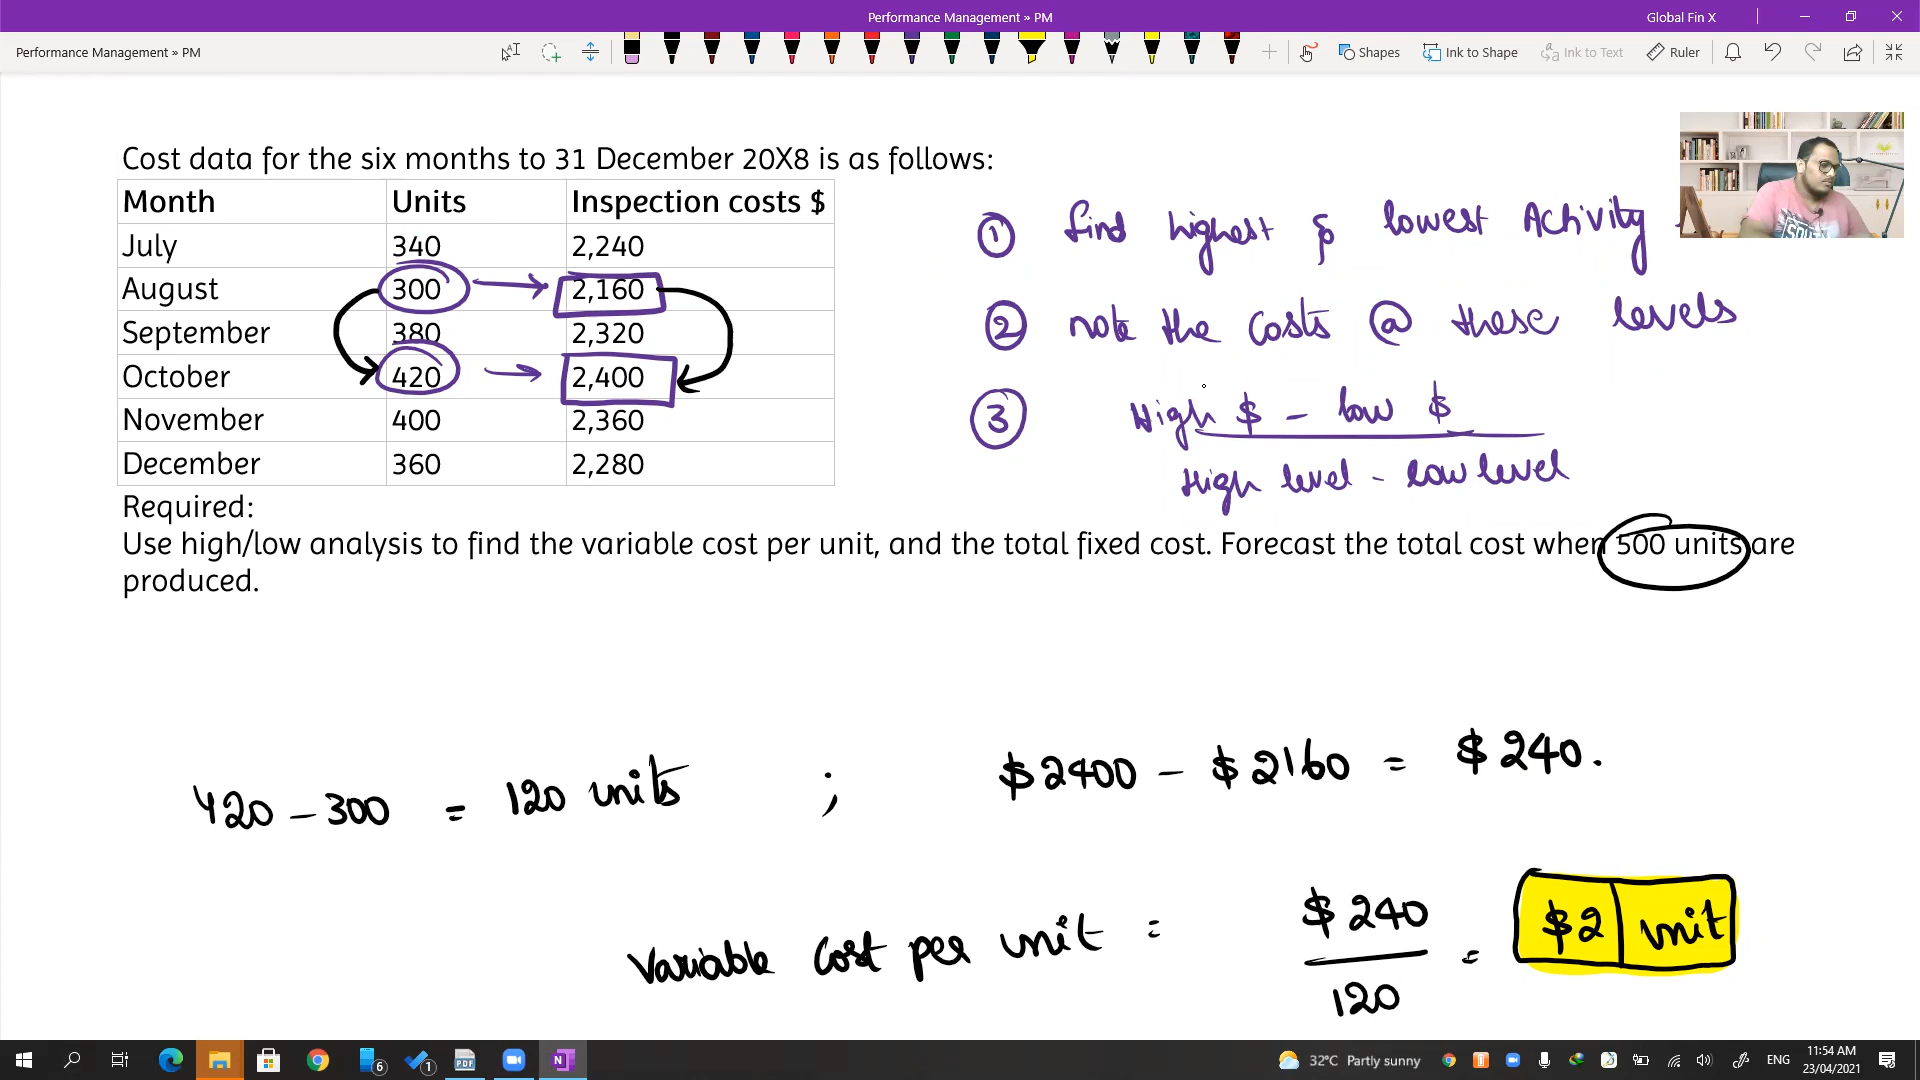 Performance Management » PM
Global Fin X
Performance Management » PM
Shapes
Ink to Shape
Ink to Text
Ruler
Cost data for the six months to 31 December 20X8 is as follows:
Month Units Inspection costs $
July 340 2,240
August 300 2,160
September 380 2,320
October 420 2,400
November 400 2,360
December 360 2,280
① find highest & lowest Activity
② note the costs @ these levels
③ High $ - low $
High level - low level
Required:
Use high/low analysis to find the variable cost per unit, and the total fixed cost. Forecast the total cost when 500 units are
produced.
420 - 300 = 120 units ; $2400 - $2160 = $240.
Variable cost per unit = $240 = $2 unit
120
6
1
PDF
N
32°C Partly sunny
ENG
11:54 AM
23/04/2021